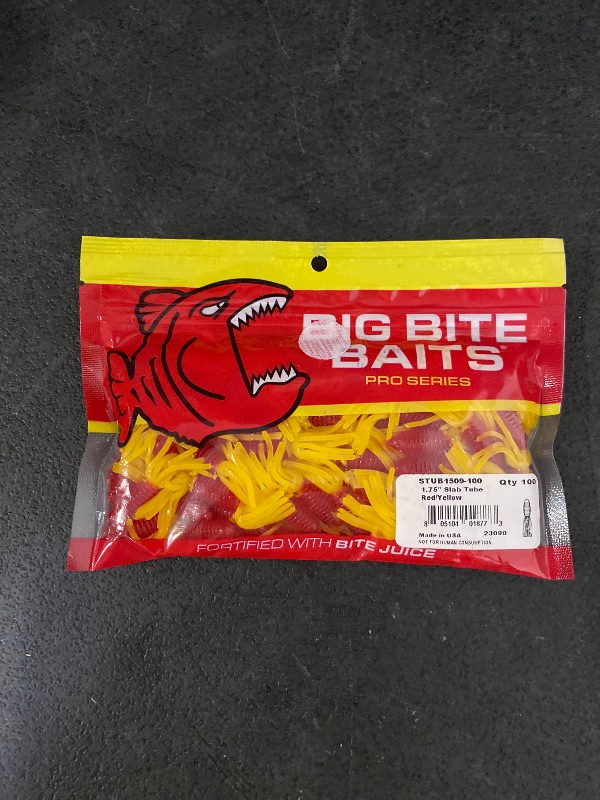 BIG BITE
BAITS®
PRO SERIES
STUB1509-100 Qty 100
1.75" Slab Tube
Red/Yellow
8 05104 01877 3
Made in USA 23090
NOT FOR HUMAN CONSUMPTION
FORTIFIED WITH BITE JUICE